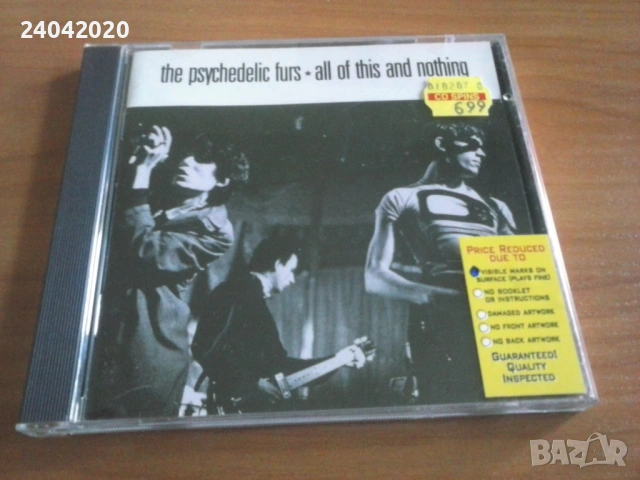 24042020
the psychedelic furs ★ all of this and nothing
CD SPINS
6.99
PRICE REDUCED
DUE TO
VISIBLE MARKS ON
SURFACE (PLAYS FINE)
NO BOOKLET
OR INSTRUCTIONS
DAMAGED ARTWORK
NO FRONT ARTWORK
NO BACK ARTWORK
GUARANTEED!
QUALITY
INSPECTED
BAZAR